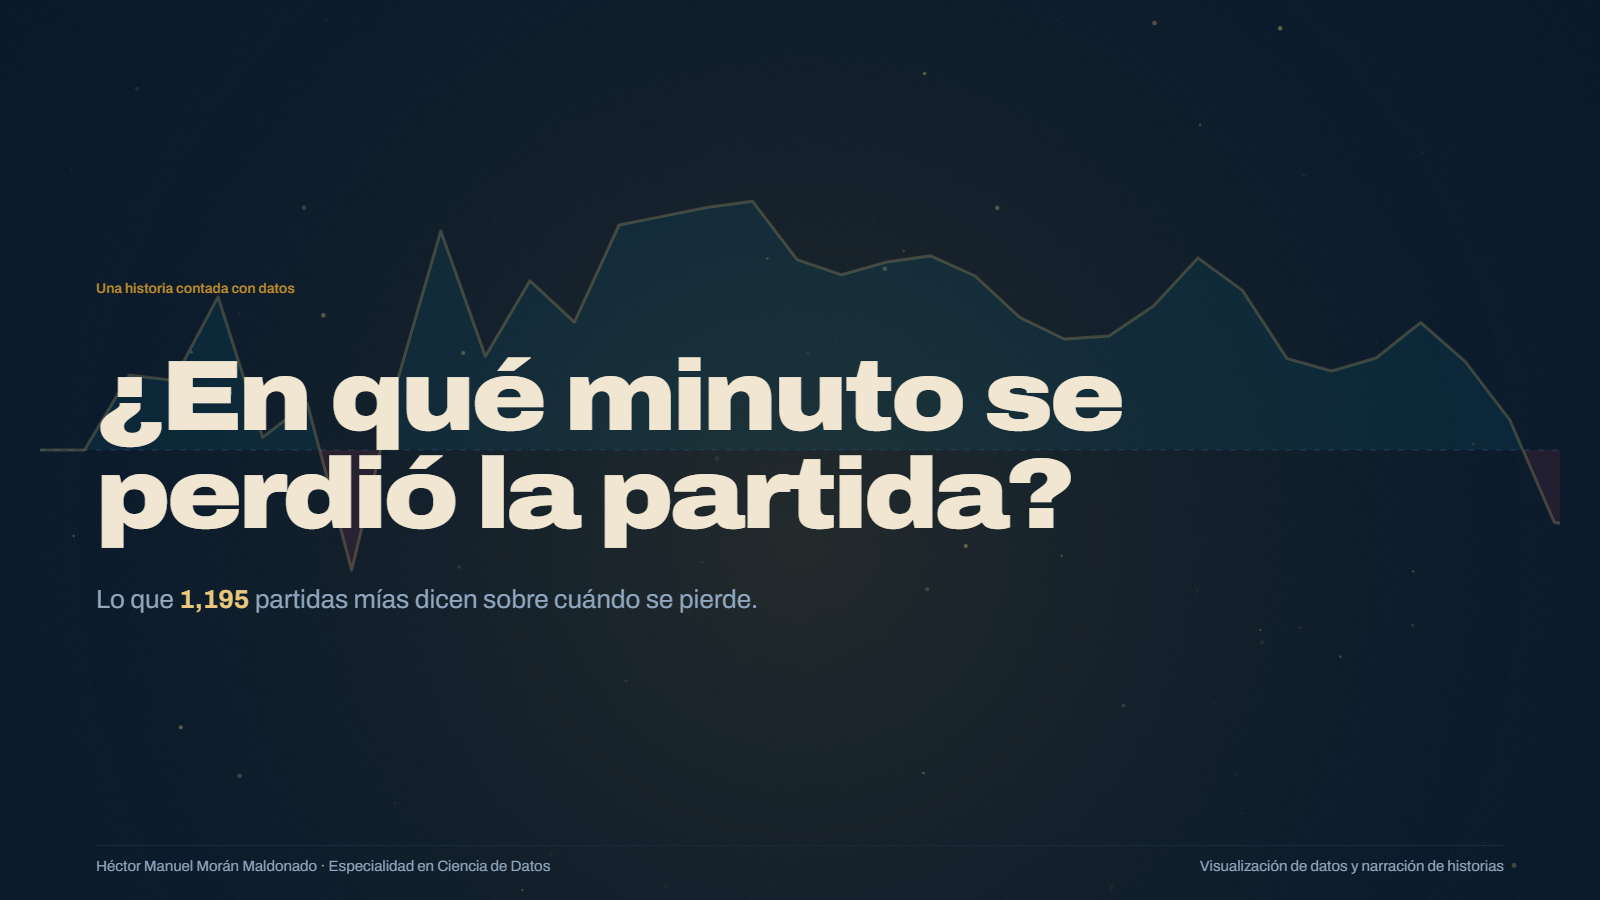 Una historia contada con datos
¿En qué minuto se
perdió la partida?
Lo que 1,195 partidas mías dicen sobre cuándo se pierde.
Héctor Manuel Morán Maldonado · Especialidad en Ciencia de Datos
Visualización de datos y narración de historias